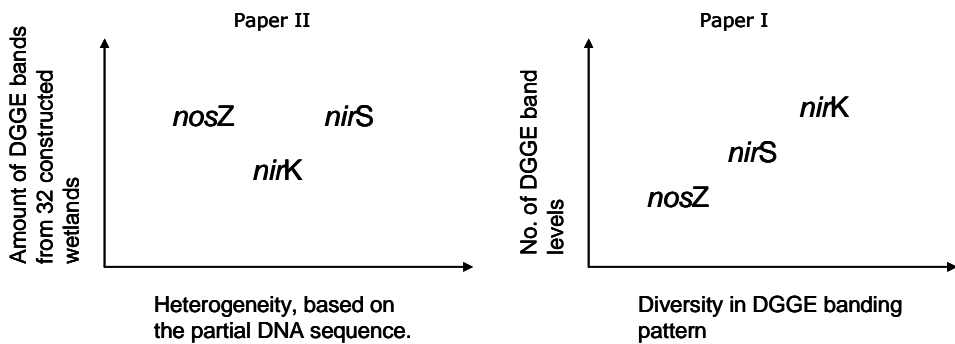 Paper II
Amount of DGGE bands
from 32 constructed
wetlands
nosZ
nirS
nirK
Heterogeneity, based on
the partial DNA sequence.
Paper I
No. of DGGE band
levels
nirK
nirS
nosZ
Diversity in DGGE banding
pattern